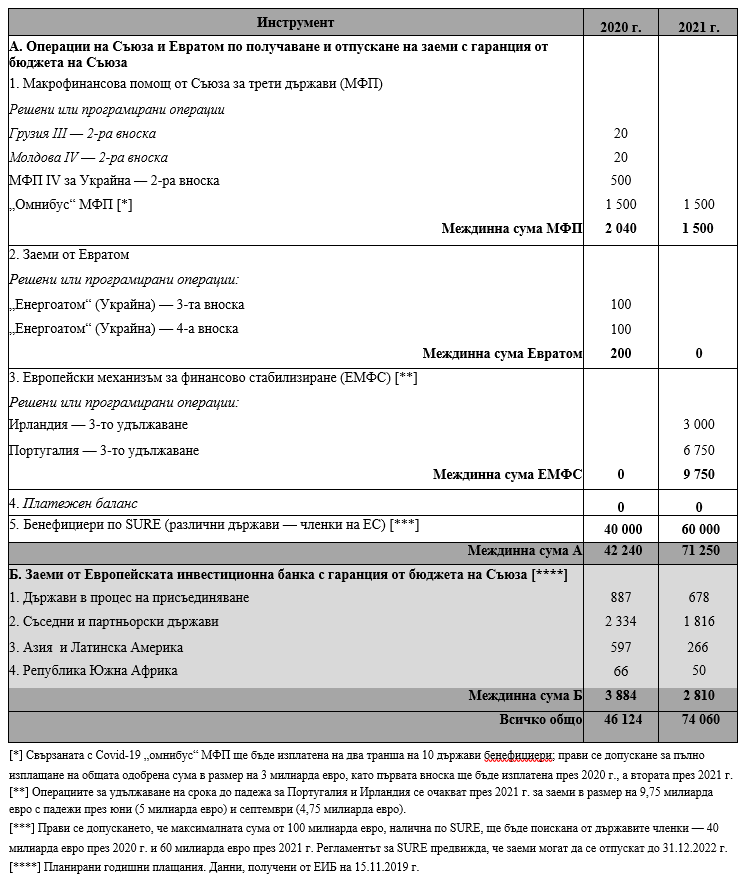 Инструмент 2020 г. 2021 г.
А. Операции на Съюза и Евратом по получаване и отпускане на заеми с гаранция от
бюджета на Съюза
1. Макрофинансова помощ от Съюза за трети държави (МФП)
Решени или програмирани операции
Грузия III — 2-ра вноска 20
Молдова IV — 2-ра вноска 20
МФП IV за Украйна — 2-ра вноска 500
„Омнибус“ МФП [*] 1 500 1 500
Междинна сума МФП 2 040 1 500
2. Заеми от Евратом
Решени или програмирани операции:
„Енергоатом“ (Украйна) — 3-та вноска 100
„Енергоатом“ (Украйна) — 4-а вноска 100
Междинна сума Евратом 200 0
3. Европейски механизъм за финансово стабилизиране (ЕМФС) [**]
Решени или програмирани операции:
Ирландия — 3-то удължаване 3 000
Португалия — 3-то удължаване 6 750
Междинна сума ЕМФС 0 9 750
4. Платежен баланс 0 0
5. Бенефициери по SURE (различни държави — членки на ЕС) [***] 40 000 60 000
Междинна сума А 42 240 71 250
Б. Заеми от Европейската инвестиционна банка с гаранция от бюджета на Съюза [****]
1. Държави в процес на присъединяване 887 678
2. Съседни и партньорски държави 2 334 1 816
3. Азия и Латинска Америка 597 266
4. Република Южна Африка 66 50
Междинна сума Б 3 884 2 810
Всичко общо 46 124 74 060
[*] Свързаната с Covid-19 „омнибус“ МФП ще бъде изплатена на два транша на 10 държави бенефициери; прави се допускане за пълно
изплащане на общата одобрена сума в размер на 3 милиарда евро, като първата вноска ще бъде изплатена през 2020 г., а втората през 2021 г.
[**] Операциите за удължаване на срока до падежа за Португалия и Ирландия се очакват през 2021 г. за заеми в размер на 9,75 милиарда
евро с падежи през юни (5 милиарда евро) и септември (4,75 милиарда евро).
[***] Прави се допускането, че максималната сума от 100 милиарда евро, налична по SURE, ще бъде поискана от държавите членки — 40
милиарда евро през 2020 г. и 60 милиарда евро през 2021 г. Регламентът за SURE предвижда, че заеми могат да се отпускат до 31.12.2022 г.
[****] Планирани годишни плащания. Данни, получени от ЕИБ на 15.11.2019 г.